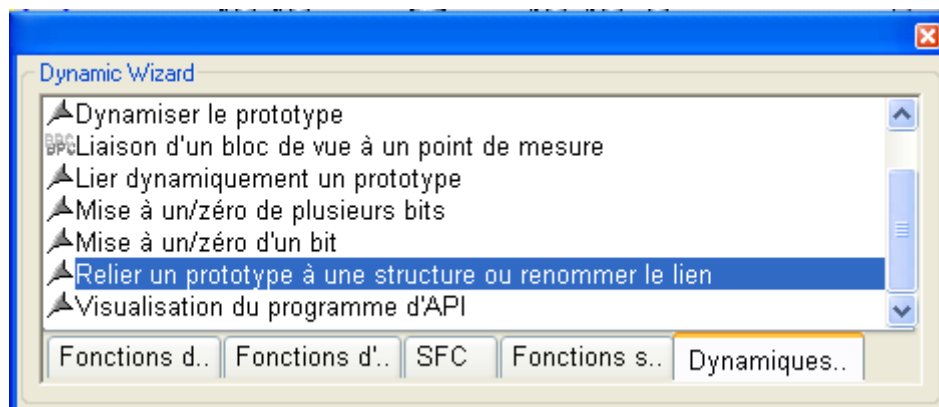 Dynamic Wizard
Dynamiser le prototype
Liaison d'un bloc de vue à un point de mesure
Lier dynamiquement un prototype
Mise à un/zéro de plusieurs bits
Mise à un/zéro d'un bit
Relier un prototype à une structure ou renommer le lien
Visualisation du programme d'API
Fonctions d.. Fonctions d'.. SFC Fonctions s.. Dynamiques..